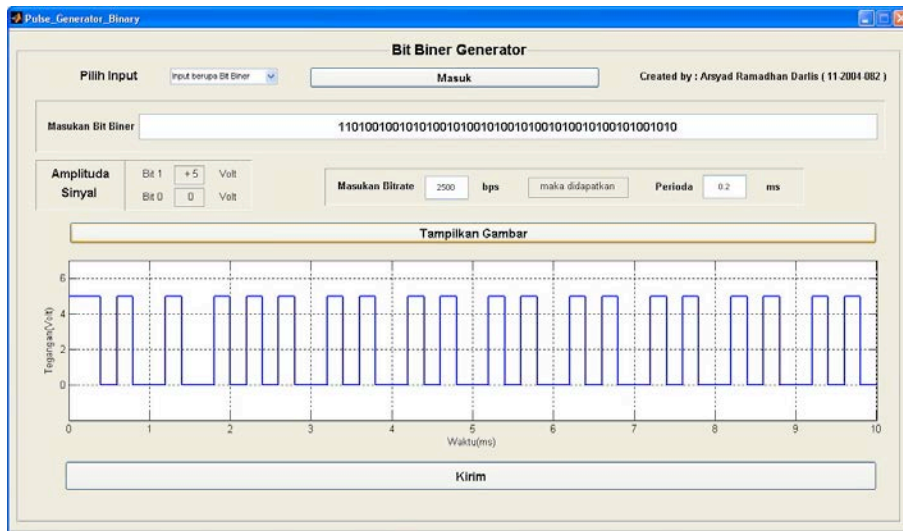 Pulse_Generator_Binary
Bit Biner Generator
Pilih Input Input berupa Bit Biner Masuk Created by : Arsyad Ramadhan Darlis ( 11-2004-082 )
Masukan Bit Biner
Amplituda Sinyal
Bit 1 +5 Volt
Bit 0 0 Volt
Masukan Bitrate 2500 bps maka didapatkan Perioda 0.2 ms
Tampilkan Gambar
Tegangan(Volt)
6
4
2
0
0 1 2 3 4 5 6 7 8 9 10
Waktu(ms)
Kirim